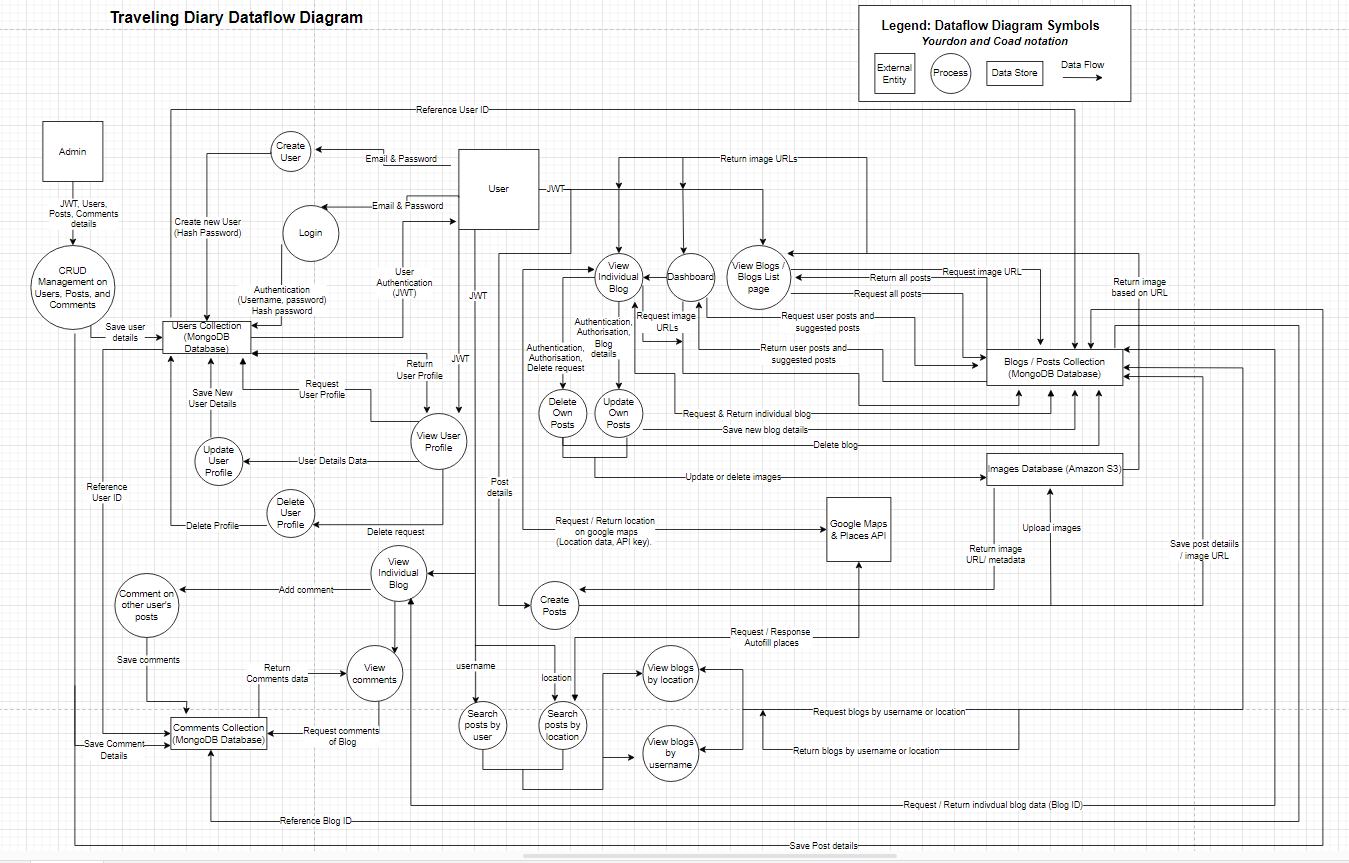 Traveling Diary Dataflow Diagram
Legend: Dataflow Diagram Symbols
Yourdon and Coad notation
External
Entity
Process
Data Store
Data Flow
Reference User ID
Admin
Create
User
Email & Password
User
JWT
Return image URLs
JWT, Users,
Posts, Comments
details
Email & Password
Create new User
(Hash Password)
Login
CRUD
Management on
Users, Posts, and
Comments
User
Authentication
(JWT)
Authentication
(Username, password)
Hash password
JWT
View
Individual
Blog
Dashboard
View Blogs /
Blogs List
page
Request image URL
Return all posts
Request all posts
Return image
based on URL
Save user
details
Users Collection
(MongoDB
Database)
Request image
URLs
Request user posts and
suggested posts
Authentication,
Authorisation,
Blog
details
Authentication,
Authorisation,
Delete request
Return user posts and
suggested posts
Blogs / Posts Collection
(MongoDB Database)
JWT
Return
User Profile
Request
User Profile
Save New
User Details
Delete
Own
Posts
Update
Own
Posts
Request & Return individual blog
Save new blog details
Delete blog
View User
Profile
Update
User
Profile
User Details Data
Update or delete images
Images Database (Amazon S3)
Reference
User ID
Post
details
Delete
User
Profile
Delete Profile
Delete request
Request / Return location
on google maps
(Location data, API key).
Google Maps
& Places API
Upload images
Return image
URL/ metadata
Save post detaiils
/ image URL
View
Individual
Blog
Add comment
Comment on
other user's
posts
Create
Posts
Request / Response
Autofill places
Save comments
Return
Comments data
View
comments
username
location
View blogs
by location
Search
posts by
user
Search
posts by
location
Request blogs by username or location
Comments Collection
(MongoDB Database)
Save Comment
Details
Request comments
of Blog
View blogs
by
username
Return blogs by username or location
Request / Return indivdual blog data (Blog ID)
Reference Blog ID
Save Post details